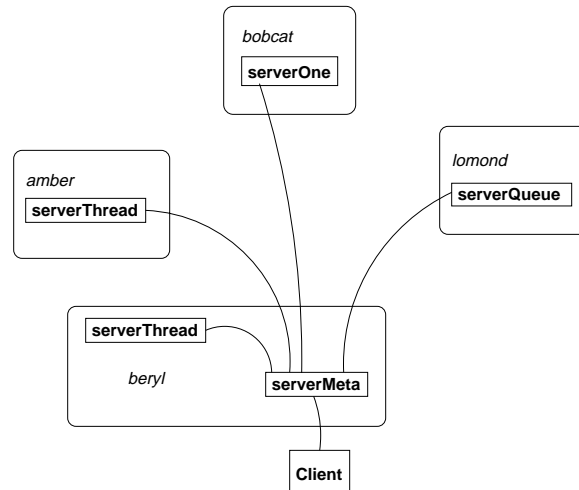 bobcat
serverOne
amber
serverThread
lomond
serverQueue
serverThread
beryl
serverMeta
Client